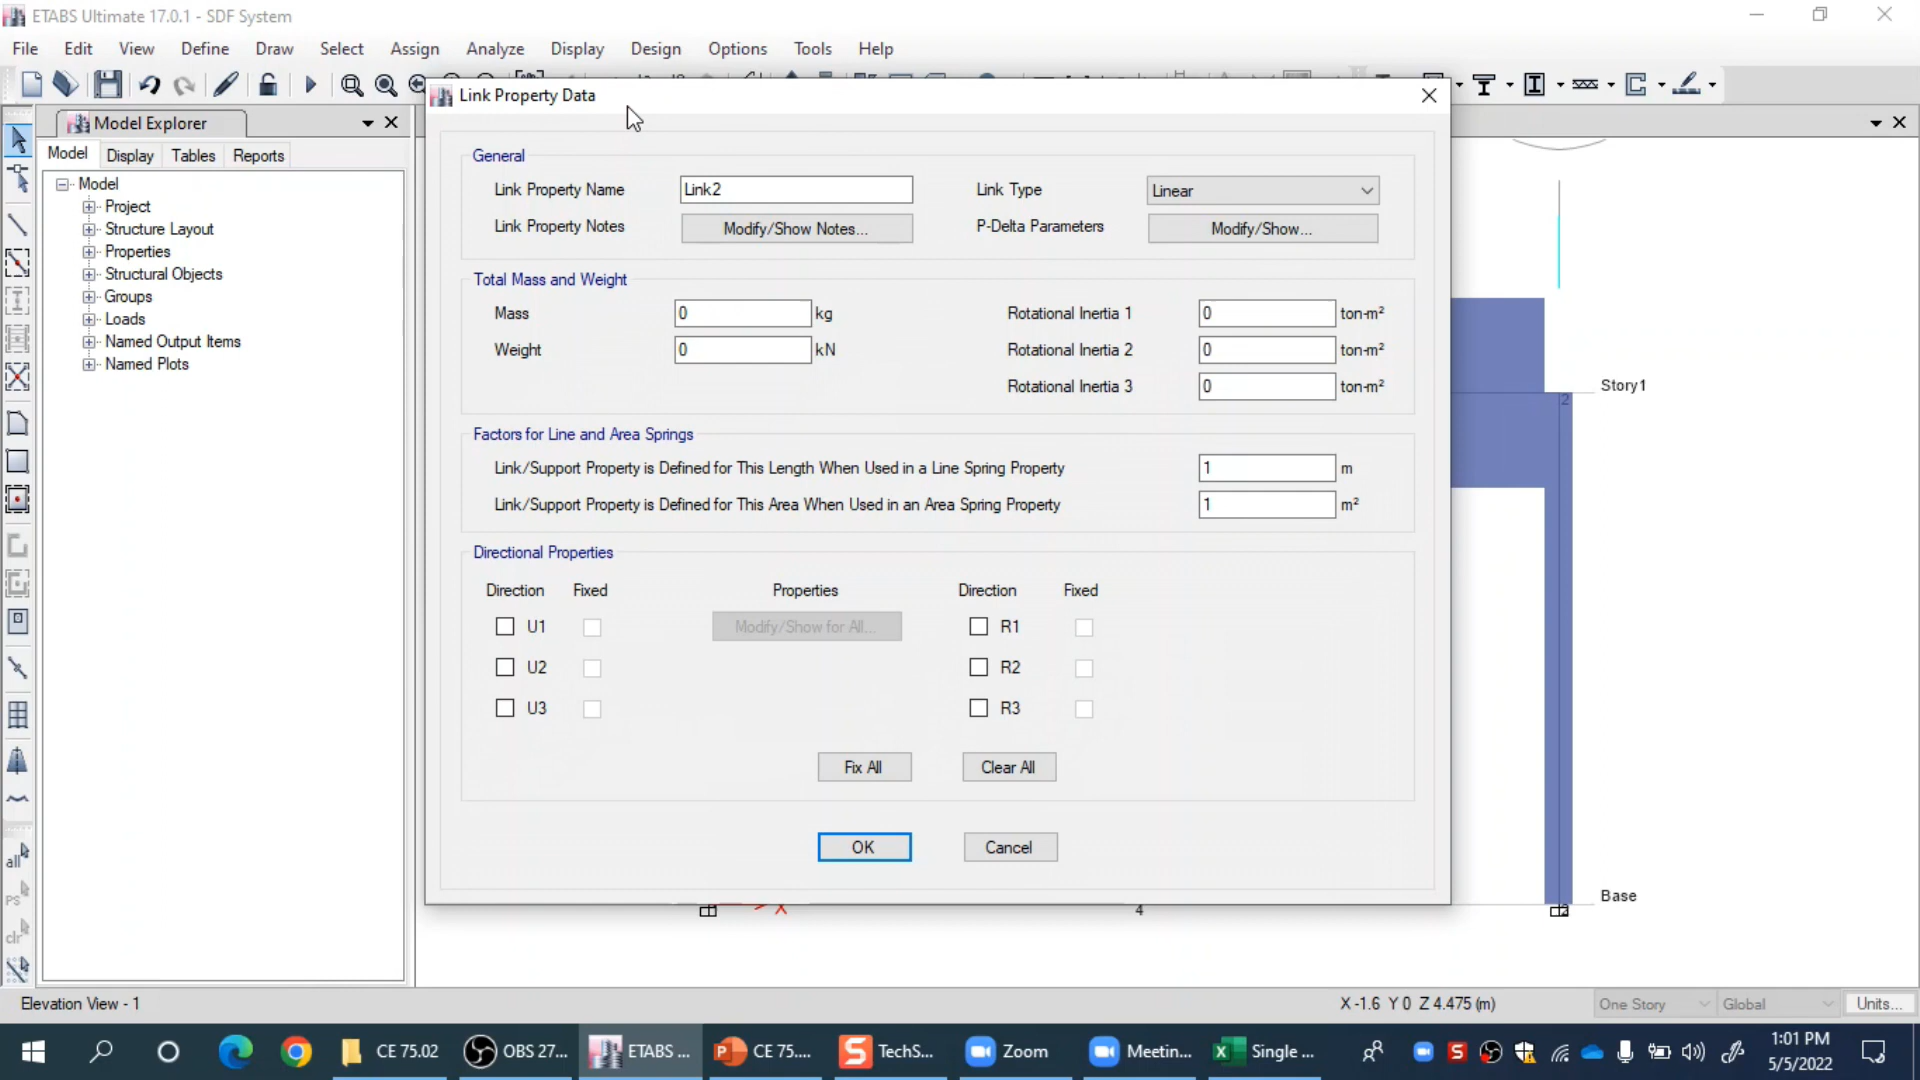 ETABS Ultimate 17.0.1 - SDF System
File Edit View Define Draw Select Assign Analyze Display Design Options Tools Help
Model Explorer
Model Display Tables Reports
Model
Project
Structure Layout
Properties
Structural Objects
Groups
Loads
Named Output Items
Named Plots
Link Property Data
General
Link Property Name Link2 Link Type Linear
Link Property Notes Modify/Show Notes... P-Delta Parameters Modify/Show...
Total Mass and Weight
Mass 0 kg Rotational Inertia 1 0 ton-m²
Weight 0 kN Rotational Inertia 2 0 ton-m²
Rotational Inertia 3 0 ton-m²
Factors for Line and Area Springs
Link/Support Property is Defined for This Length When Used in a Line Spring Property 1 m
Link/Support Property is Defined for This Area When Used in an Area Spring Property 1 m²
Directional Properties
Direction Fixed Properties Direction Fixed
U1 Modify/Show for All... R1
U2 R2
U3 R3
Fix All Clear All
OK Cancel
Story1
2
Base
X 4 2
all
ps
clr
Elevation View - 1 X -1.6 Y 0 Z 4.475 (m) One Story Global Units...
CE 75.02 OBS 27... ETABS ... CE 75.... TechS... Zoom Meetin... Single ... 1:01 PM
5/5/2022